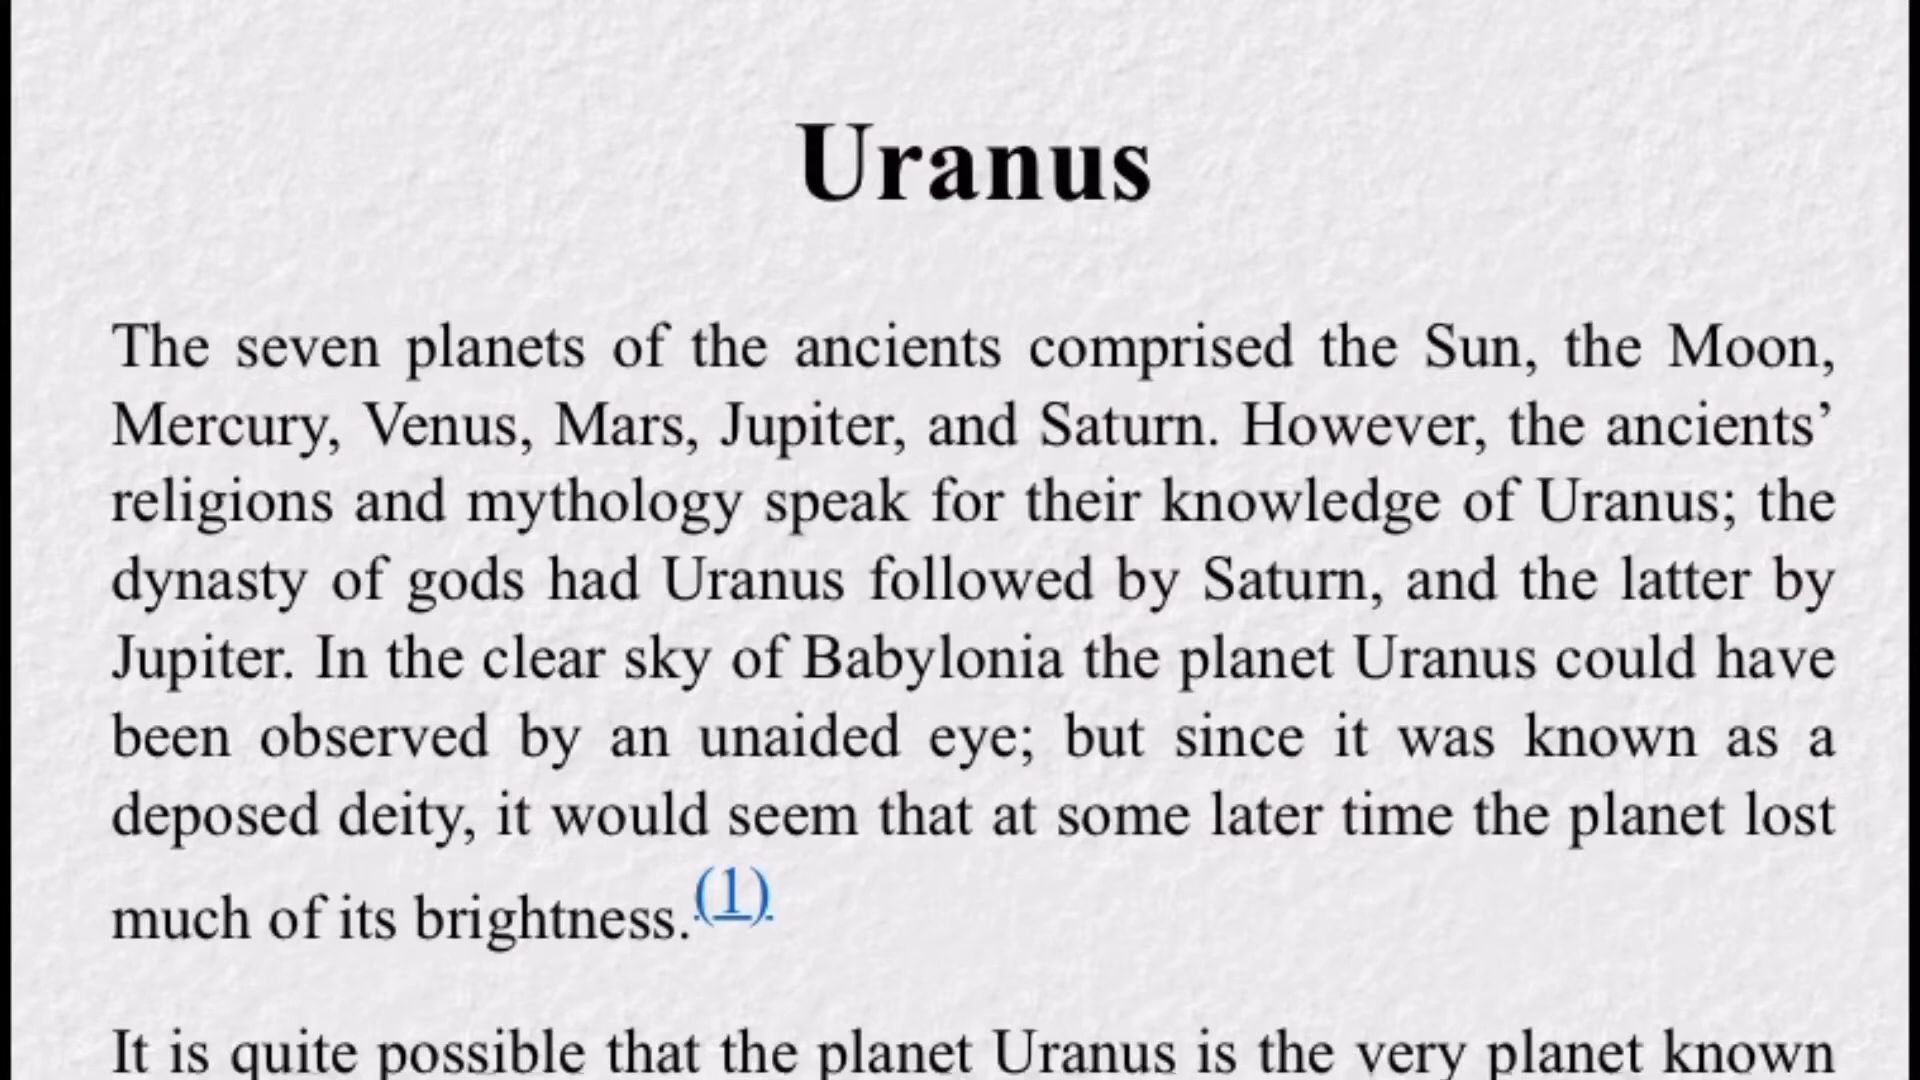 Uranus
The seven planets of the ancients comprised the Sun, the Moon,
Mercury, Venus, Mars, Jupiter, and Saturn. However, the ancients’
religions and mythology speak for their knowledge of Uranus; the
dynasty of gods had Uranus followed by Saturn, and the latter by
Jupiter. In the clear sky of Babylonia the planet Uranus could have
been observed by an unaided eye; but since it was known as a
deposed deity, it would seem that at some later time the planet lost
much of its brightness.(1)
It is quite possible that the planet Uranus is the very planet known